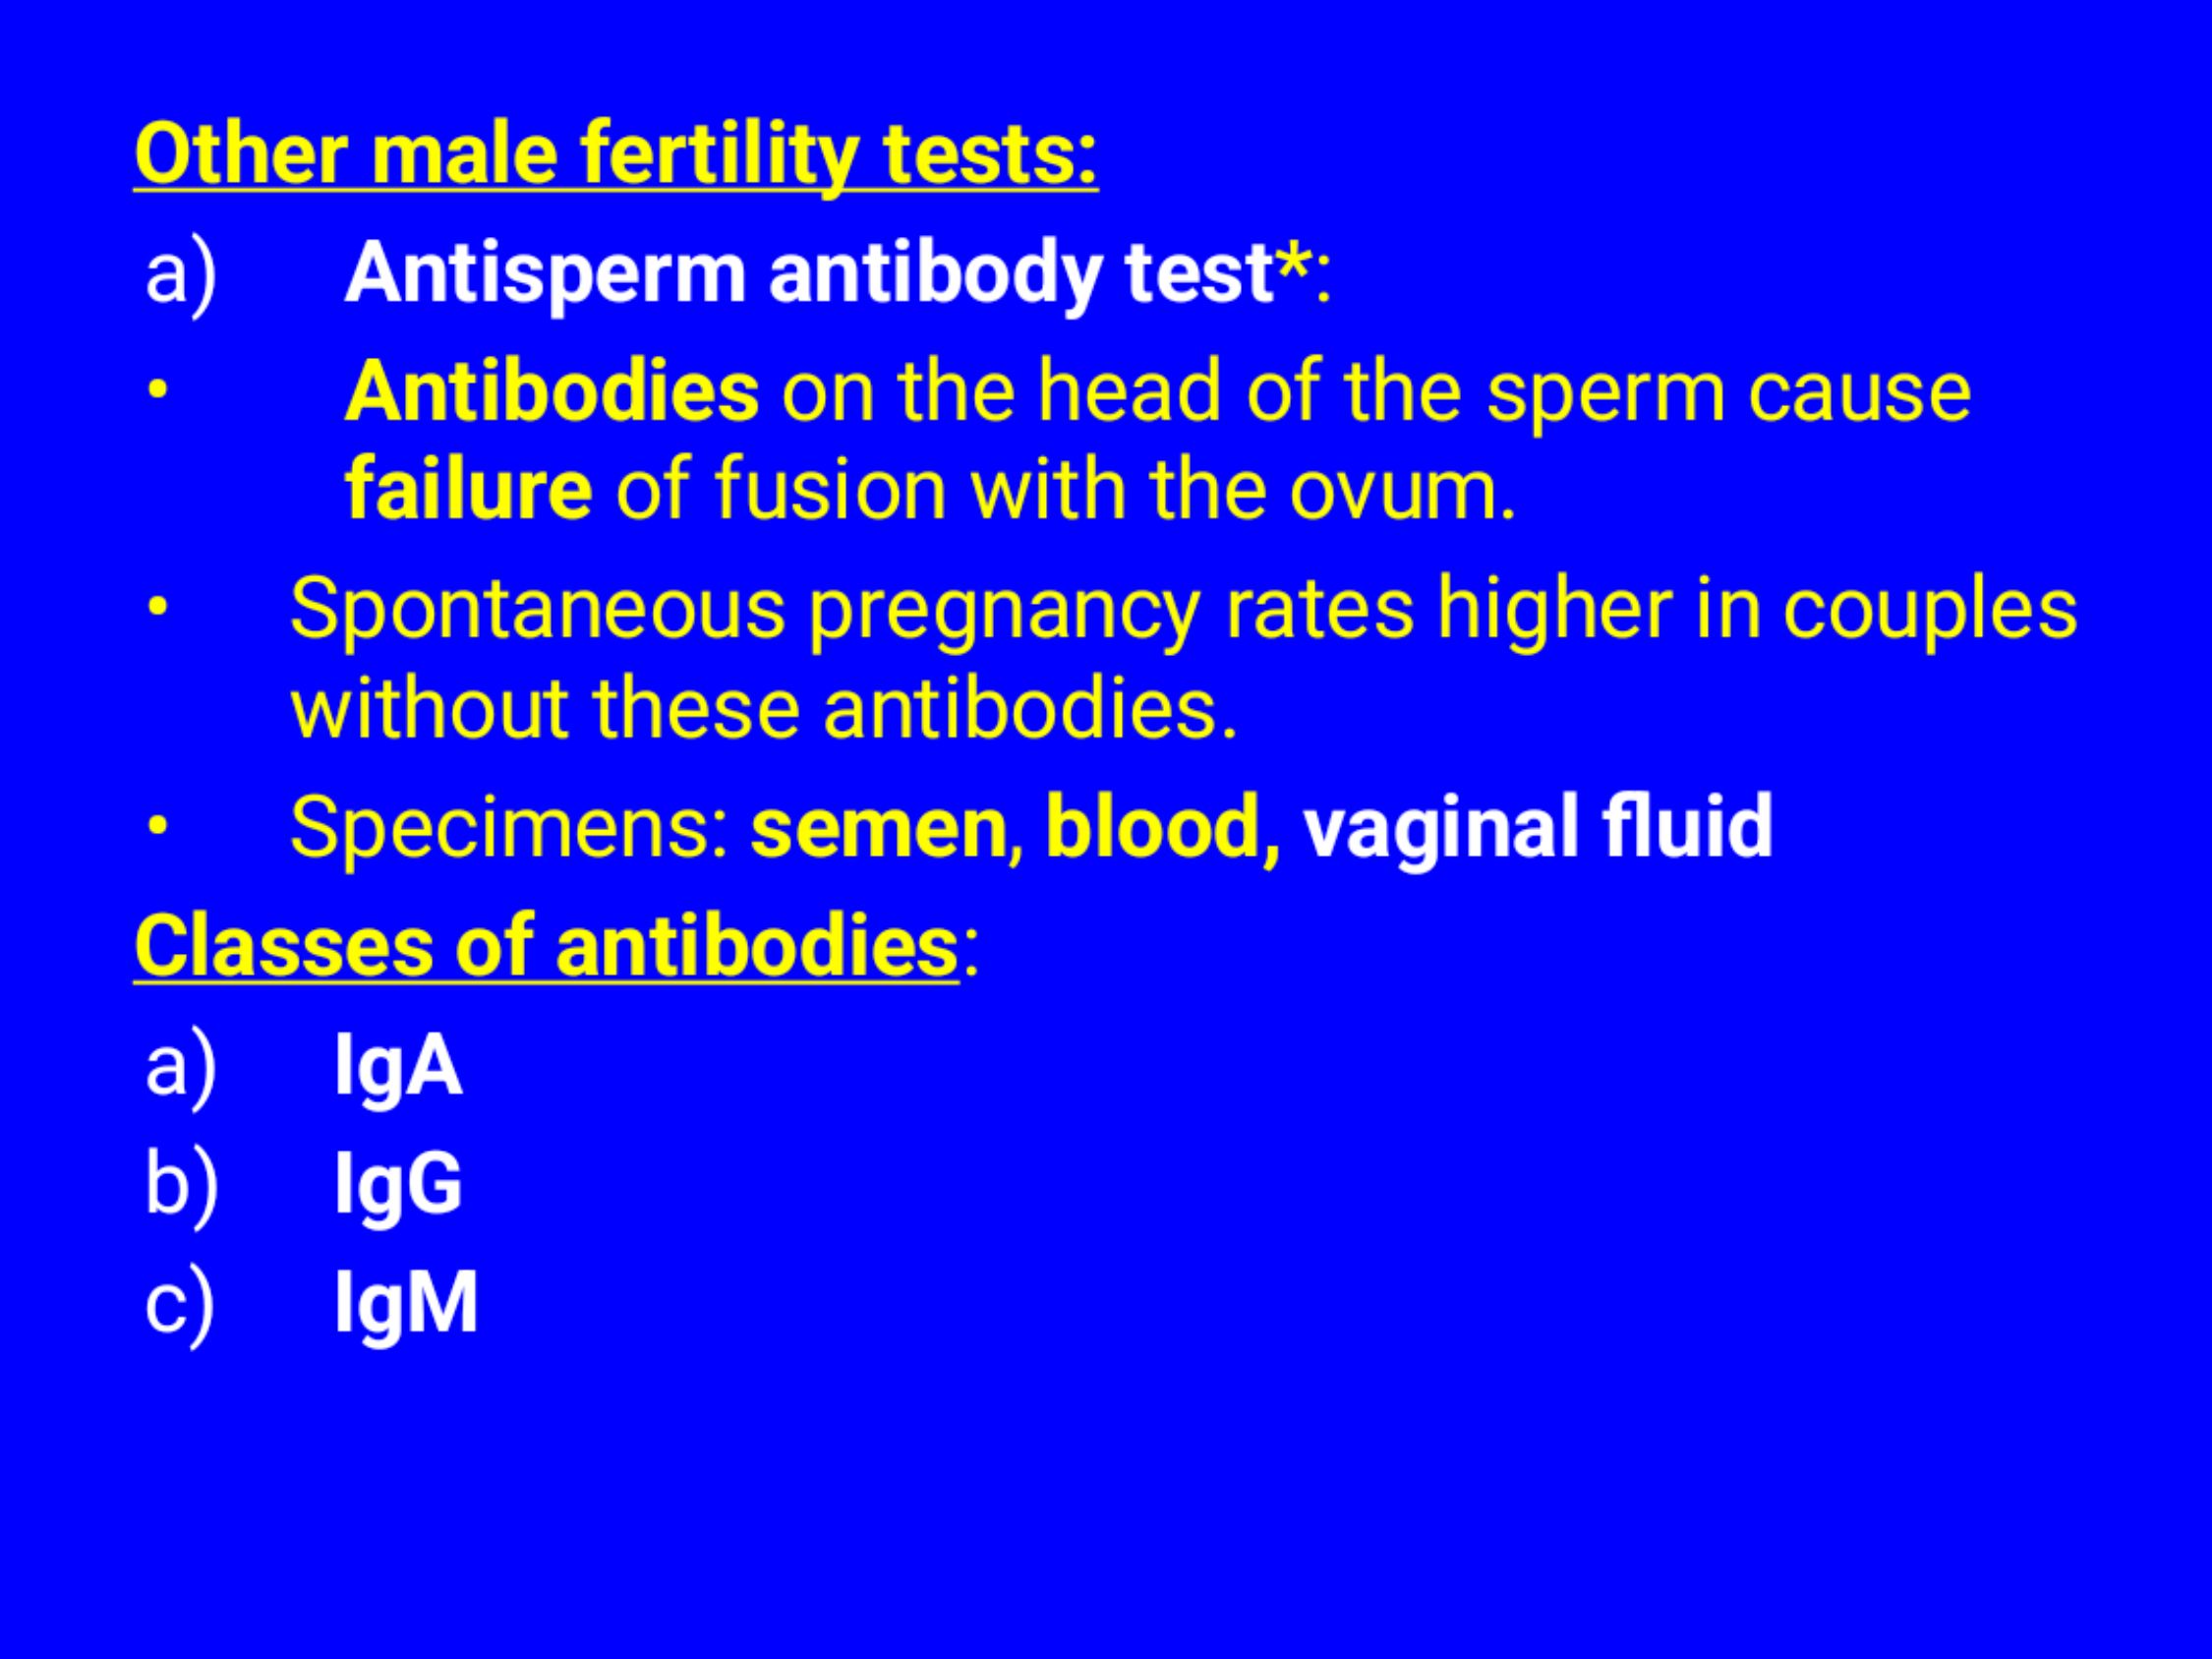 Other male fertility tests:
a) Antisperm antibody test*:
• Antibodies on the head of the sperm cause
failure of fusion with the ovum.
• Spontaneous pregnancy rates higher in couples
without these antibodies.
• Specimens: semen, blood, vaginal fluid
Classes of antibodies:
a) IgA
b) IgG
c) IgM